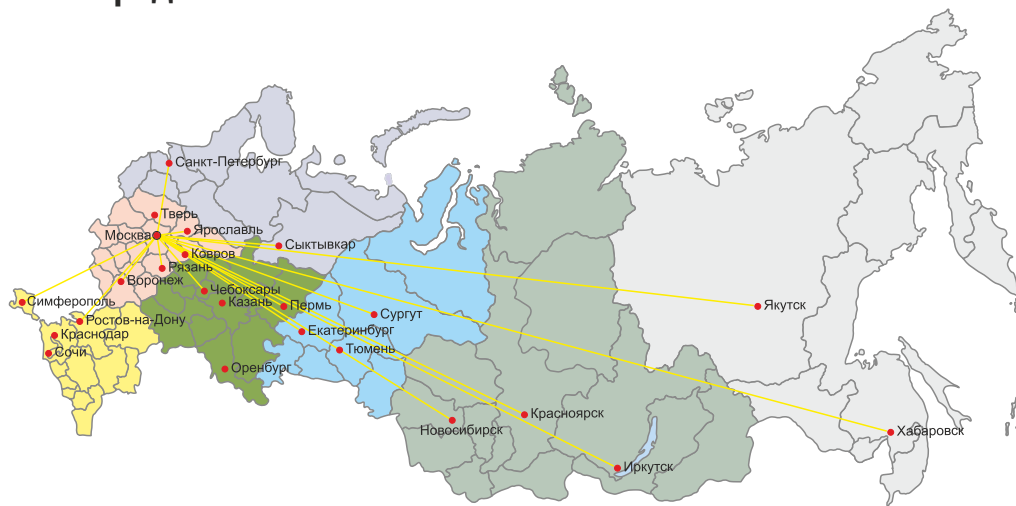 Санкт-Петербург
Тверь
Ярославль
Москва
Сыктывкар
Ковров
Рязань
Воронеж
Чебоксары
Симферополь
Казань
Пермь
Якутск
Сургут
Ростов-на-Дону
Екатеринбург
Краснодар
Тюмень
Сочи
Оренбург
Красноярск
Новосибирск
Хабаровск
Иркутск